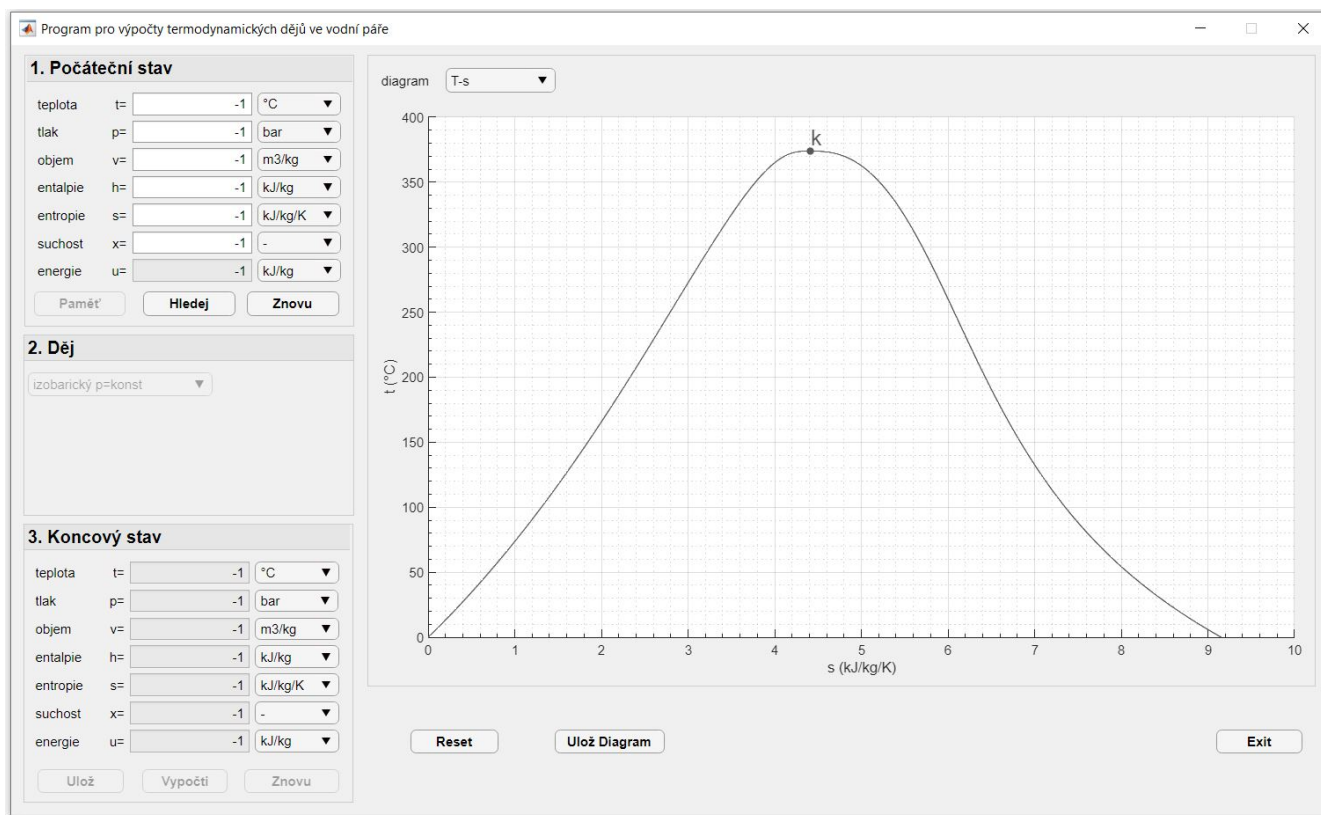 Program pro výpočty termodynamických dějů ve vodní páře
1. Počáteční stav
teplota t= -1 °C
tlak p= -1 bar
objem v= -1 m3/kg
entalpie h= -1 kJ/kg
entropie s= -1 kJ/kg/K
suchost x= -1 -
energie u= -1 kJ/kg
Paměť Hledej Znovu
2. Děj
izobarický p=konst
3. Koncový stav
teplota t= -1 °C
tlak p= -1 bar
objem v= -1 m3/kg
entalpie h= -1 kJ/kg
entropie s= -1 kJ/kg/K
suchost x= -1 -
energie u= -1 kJ/kg
Ulož Vypočti Znovu
diagram T-s
k
400
350
300
250
200
150
100
50
0
t (°C)
0 1 2 3 4 5 6 7 8 9 10
s (kJ/kg/K)
Reset Ulož Diagram Exit